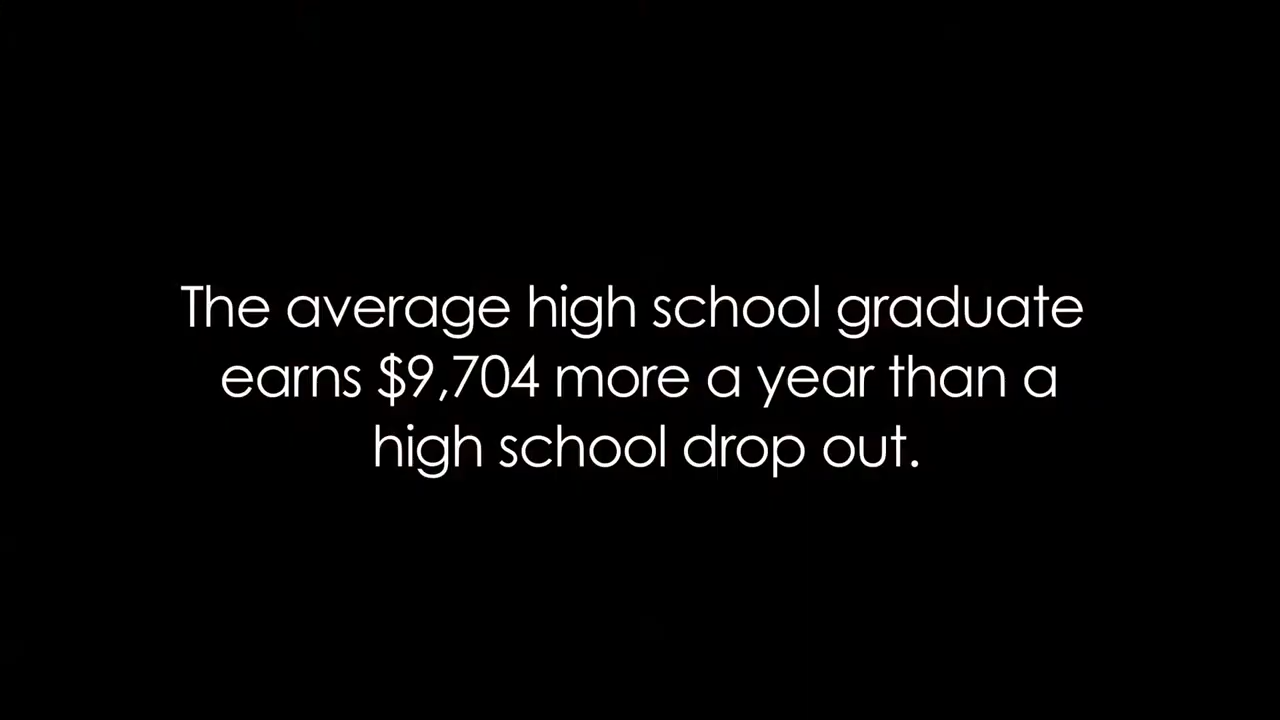 The average high school graduate
earns $9,704 more a year than a
high school drop out.